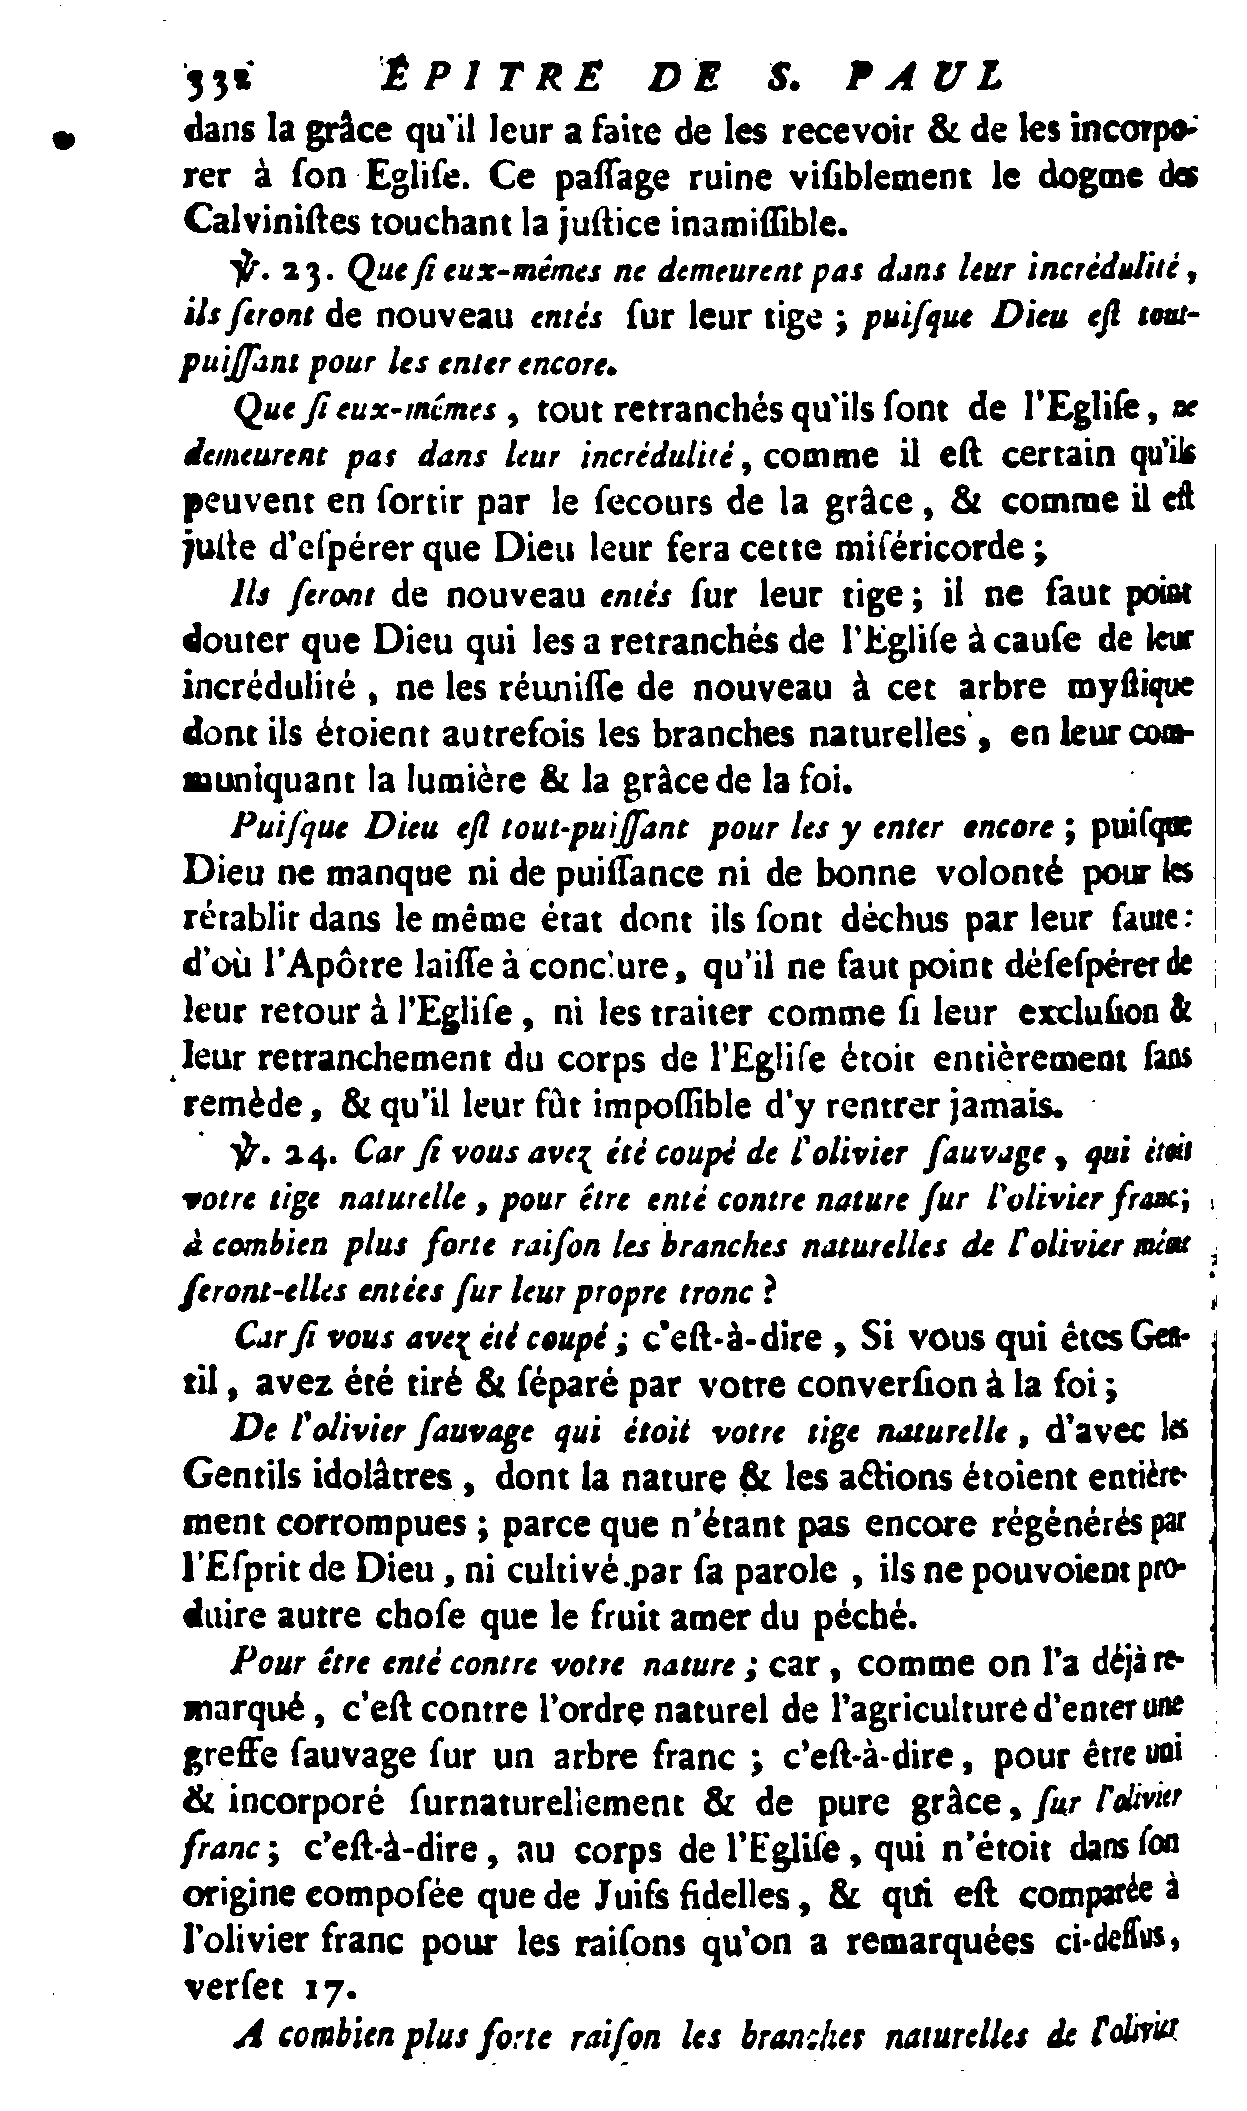 332 ÉPITRE DE S. PAUL
dans la grâce qu'il leur a faite de les recevoir & de les incorpo-
rer à ſon Egliſe. Ce paſſage ruine viſiblement le dogme des
Calviniſtes touchant la juſtice inamiſſible.
℣. 23. Que ſi eux-mêmes ne demeurent pas dans leur incrédulité,
ils ſeront de nouveau entés ſur leur tige ; puiſque Dieu eſt tout-
puiſſant pour les enter encore.
Que ſi eux-mêmes, tout retranchés qu'ils ſont de l'Egliſe, ne
demeurent pas dans leur incrédulité, comme il eſt certain qu'ils
peuvent en ſortir par le ſecours de la grâce, & comme il eſt
juſte d'eſpérer que Dieu leur fera cette miſéricorde ;
Ils ſeront de nouveau entés ſur leur tige ; il ne faut point
douter que Dieu qui les a retranchés de l'Egliſe à cauſe de leur
incrédulité, ne les réuniſſe de nouveau à cet arbre myſtique
dont ils étoient autrefois les branches naturelles, en leur com-
muniquant la lumière & la grâce de la foi.
Puiſque Dieu eſt tout-puiſſant pour les y enter encore ; puiſque
Dieu ne manque ni de puiſſance ni de bonne volonté pour les
rétablir dans le même état dont ils ſont déchus par leur faute :
d'où l'Apôtre laiſſe à conclure, qu'il ne faut point déſeſpérer de
leur retour à l'Egliſe, ni les traiter comme ſi leur excluſion &
leur retranchement du corps de l'Egliſe étoit entièrement ſans
remède, & qu'il leur fût impoſſible d'y rentrer jamais.
℣. 24. Car ſi vous avez été coupé de l'olivier ſauvage, qui étoit
votre tige naturelle, pour être enté contre nature ſur l'olivier franc ;
à combien plus forte raiſon les branches naturelles de l'olivier même
ſeront-elles entées ſur leur propre tronc ?
Car ſi vous avez été coupé ; c'eſt-à-dire, Si vous qui êtes Gen-
til, avez été tiré & ſéparé par votre converſion à la foi ;
De l'olivier ſauvage qui étoit votre tige naturelle, d'avec les
Gentils idolâtres, dont la nature & les actions étoient entière-
ment corrompues ; parce que n'étant pas encore régénérés par
l'Eſprit de Dieu, ni cultivé par ſa parole, ils ne pouvoient pro-
duire autre choſe que le fruit amer du péché.
Pour être enté contre votre nature ; car, comme on l'a déjà re-
marqué, c'eſt contre l'ordre naturel de l'agriculture d'enter une
greffe ſauvage ſur un arbre franc ; c'eſt-à-dire, pour être uni
& incorporé ſurnaturellement & de pure grâce, ſur l'olivier
franc ; c'eſt-à-dire, au corps de l'Egliſe, qui n'étoit dans ſon
origine compoſée que de Juifs fidelles, & qui eſt comparée à
l'olivier franc pour les raiſons qu'on a remarquées ci-deſſus,
verſet 17.
A combien plus forte raiſon les branches naturelles de l'olivier